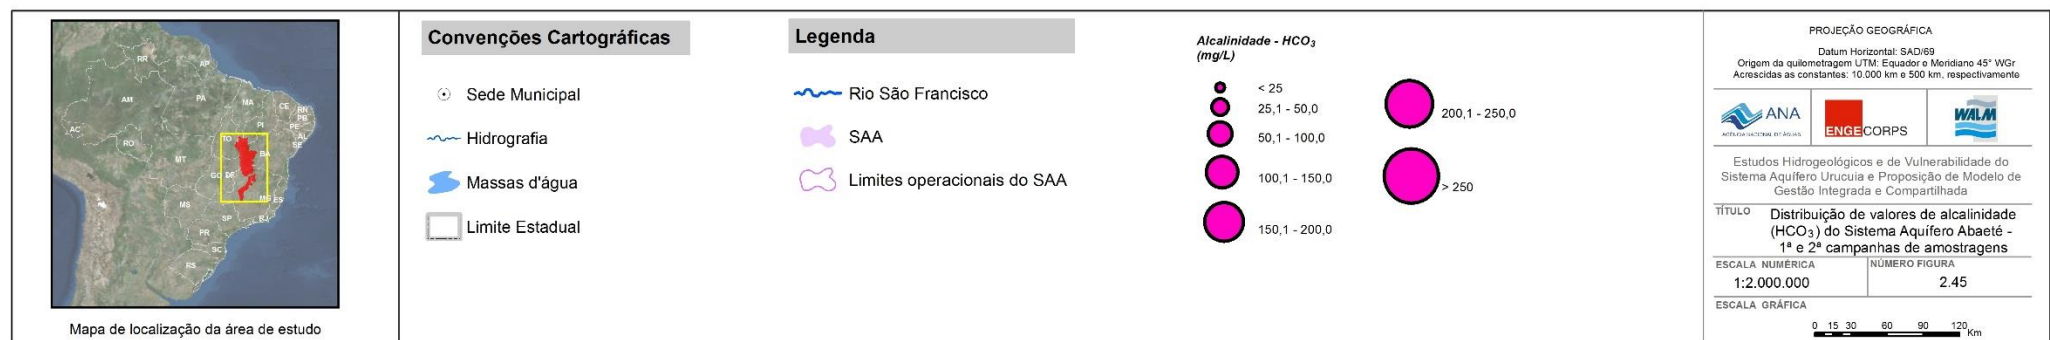 RR
AP
AM
PA
MA
CE
RN
PB
PE
AL
SE
PI
AC
RO
TO
BA
MT
GO
DF
MG
ES
MS
SP
RJ
PR
SC
RS
Mapa de localização da área de estudo
Convenções Cartográficas
Sede Municipal
Hidrografia
Massas d'água
Limite Estadual
Legenda
Rio São Francisco
SAA
Limites operacionais do SAA
Alcalinidade - HCO₃
(mg/L)
< 25
25,1 - 50,0
50,1 - 100,0
100,1 - 150,0
150,1 - 200,0
200,1 - 250,0
> 250
PROJEÇÃO GEOGRÁFICA
Datum Horizontal: SAD/69
Origem da quilometragem UTM: Equador e Meridiano 45° WGr
Acrescidas as constantes: 10.000 km e 500 km, respectivamente
ANA
AGÊNCIA NACIONAL DE ÁGUAS
ENGECORPS
WALM
Estudos Hidrogeológicos e de Vulnerabilidade do
Sistema Aquífero Urucuia e Proposição de Modelo de
Gestão Integrada e Compartilhada
TÍTULO
Distribuição de valores de alcalinidade
(HCO₃) do Sistema Aquífero Abaeté -
1ª e 2ª campanhas de amostragens
ESCALA NUMÉRICA
1:2.000.000
NÚMERO FIGURA
2.45
ESCALA GRÁFICA
0 15 30 60 90 120 Km